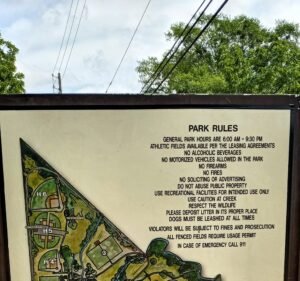 PARK RULES
GENERAL PARK HOURS ARE 6:00 AM - 9:30 PM
ATHLETIC FIELDS AVAILABLE PER THE LEASING AGREEMENTS
NO ALCOHOLIC BEVERAGES
NO MOTORIZED VEHICLES ALLOWED IN THE PARK
NO FIREARMS
NO FIRES
NO SOLICITING OR ADVERTISING
DO NOT ABUSE PUBLIC PROPERTY
USE RECREATIONAL FACILITIES FOR INTENDED USE ONLY
USE CAUTION AT CREEK
RESPECT THE WILDLIFE
PLEASE DEPOSIT LITTER IN ITS PROPER PLACE
DOGS MUST BE LEASHED AT ALL TIMES
VIOLATORS WILL BE SUBJECT TO FINES AND PROSECUTION
ALL FENCED FIELDS REQUIRE USAGE PERMIT
IN CASE OF EMERGENCY CALL 911